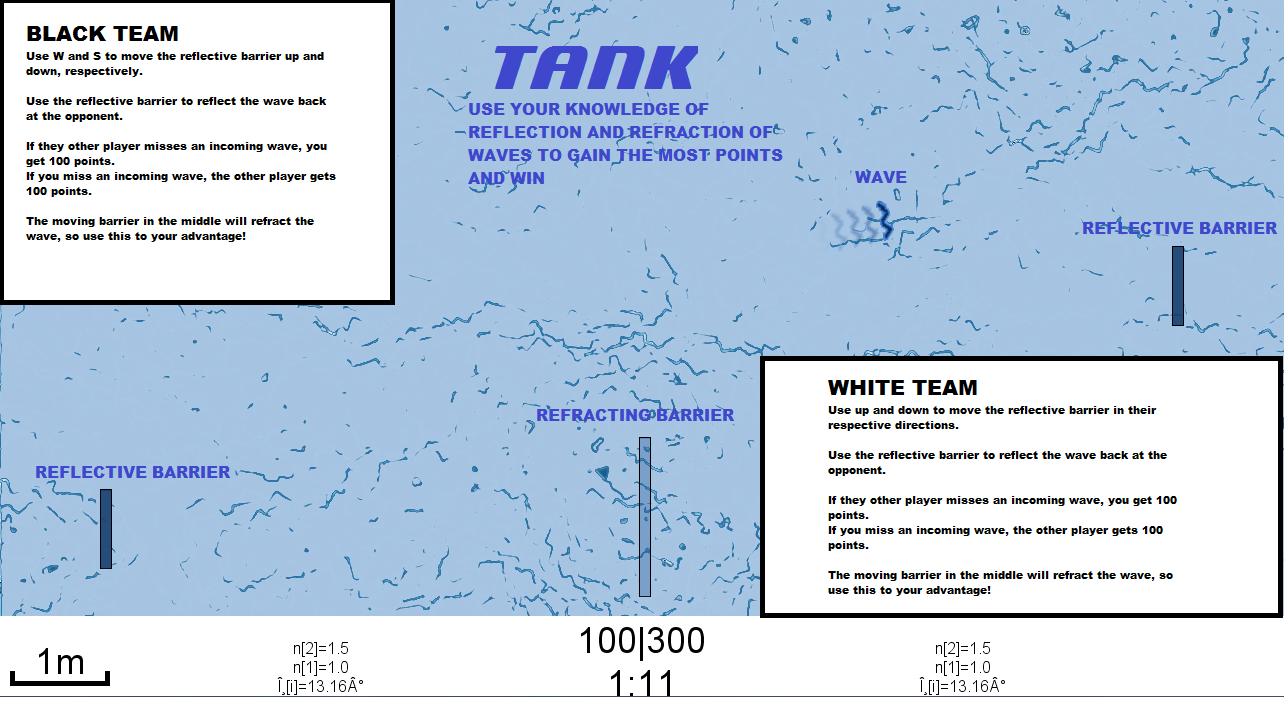 BLACK TEAM
Use W and S to move the reflective barrier up and
down, respectively.
Use the reflective barrier to reflect the wave back
at the opponent.
If they other player misses an incoming wave, you
get 100 points.
If you miss an incoming wave, the other player gets
100 points.
The moving barrier in the middle will refract the
wave, so use this to your advantage!
TANK
USE YOUR KNOWLEDGE OF
REFLECTION AND REFRACTION OF
WAVES TO GAIN THE MOST POINTS
AND WIN
WAVE
REFLECTIVE BARRIER
REFRACTING BARRIER
REFLECTIVE BARRIER
WHITE TEAM
Use up and down to move the reflective barrier in their
respective directions.
Use the reflective barrier to reflect the wave back at the
opponent.
If they other player misses an incoming wave, you get 100
points.
If you miss an incoming wave, the other player gets 100
points.
The moving barrier in the middle will refract the wave, so
use this to your advantage!
1m
n[2]=1.5
n[1]=1.0
Î¸[i]=13.16Â°
100|300
1:11
n[2]=1.5
n[1]=1.0
Î¸[i]=13.16Â°